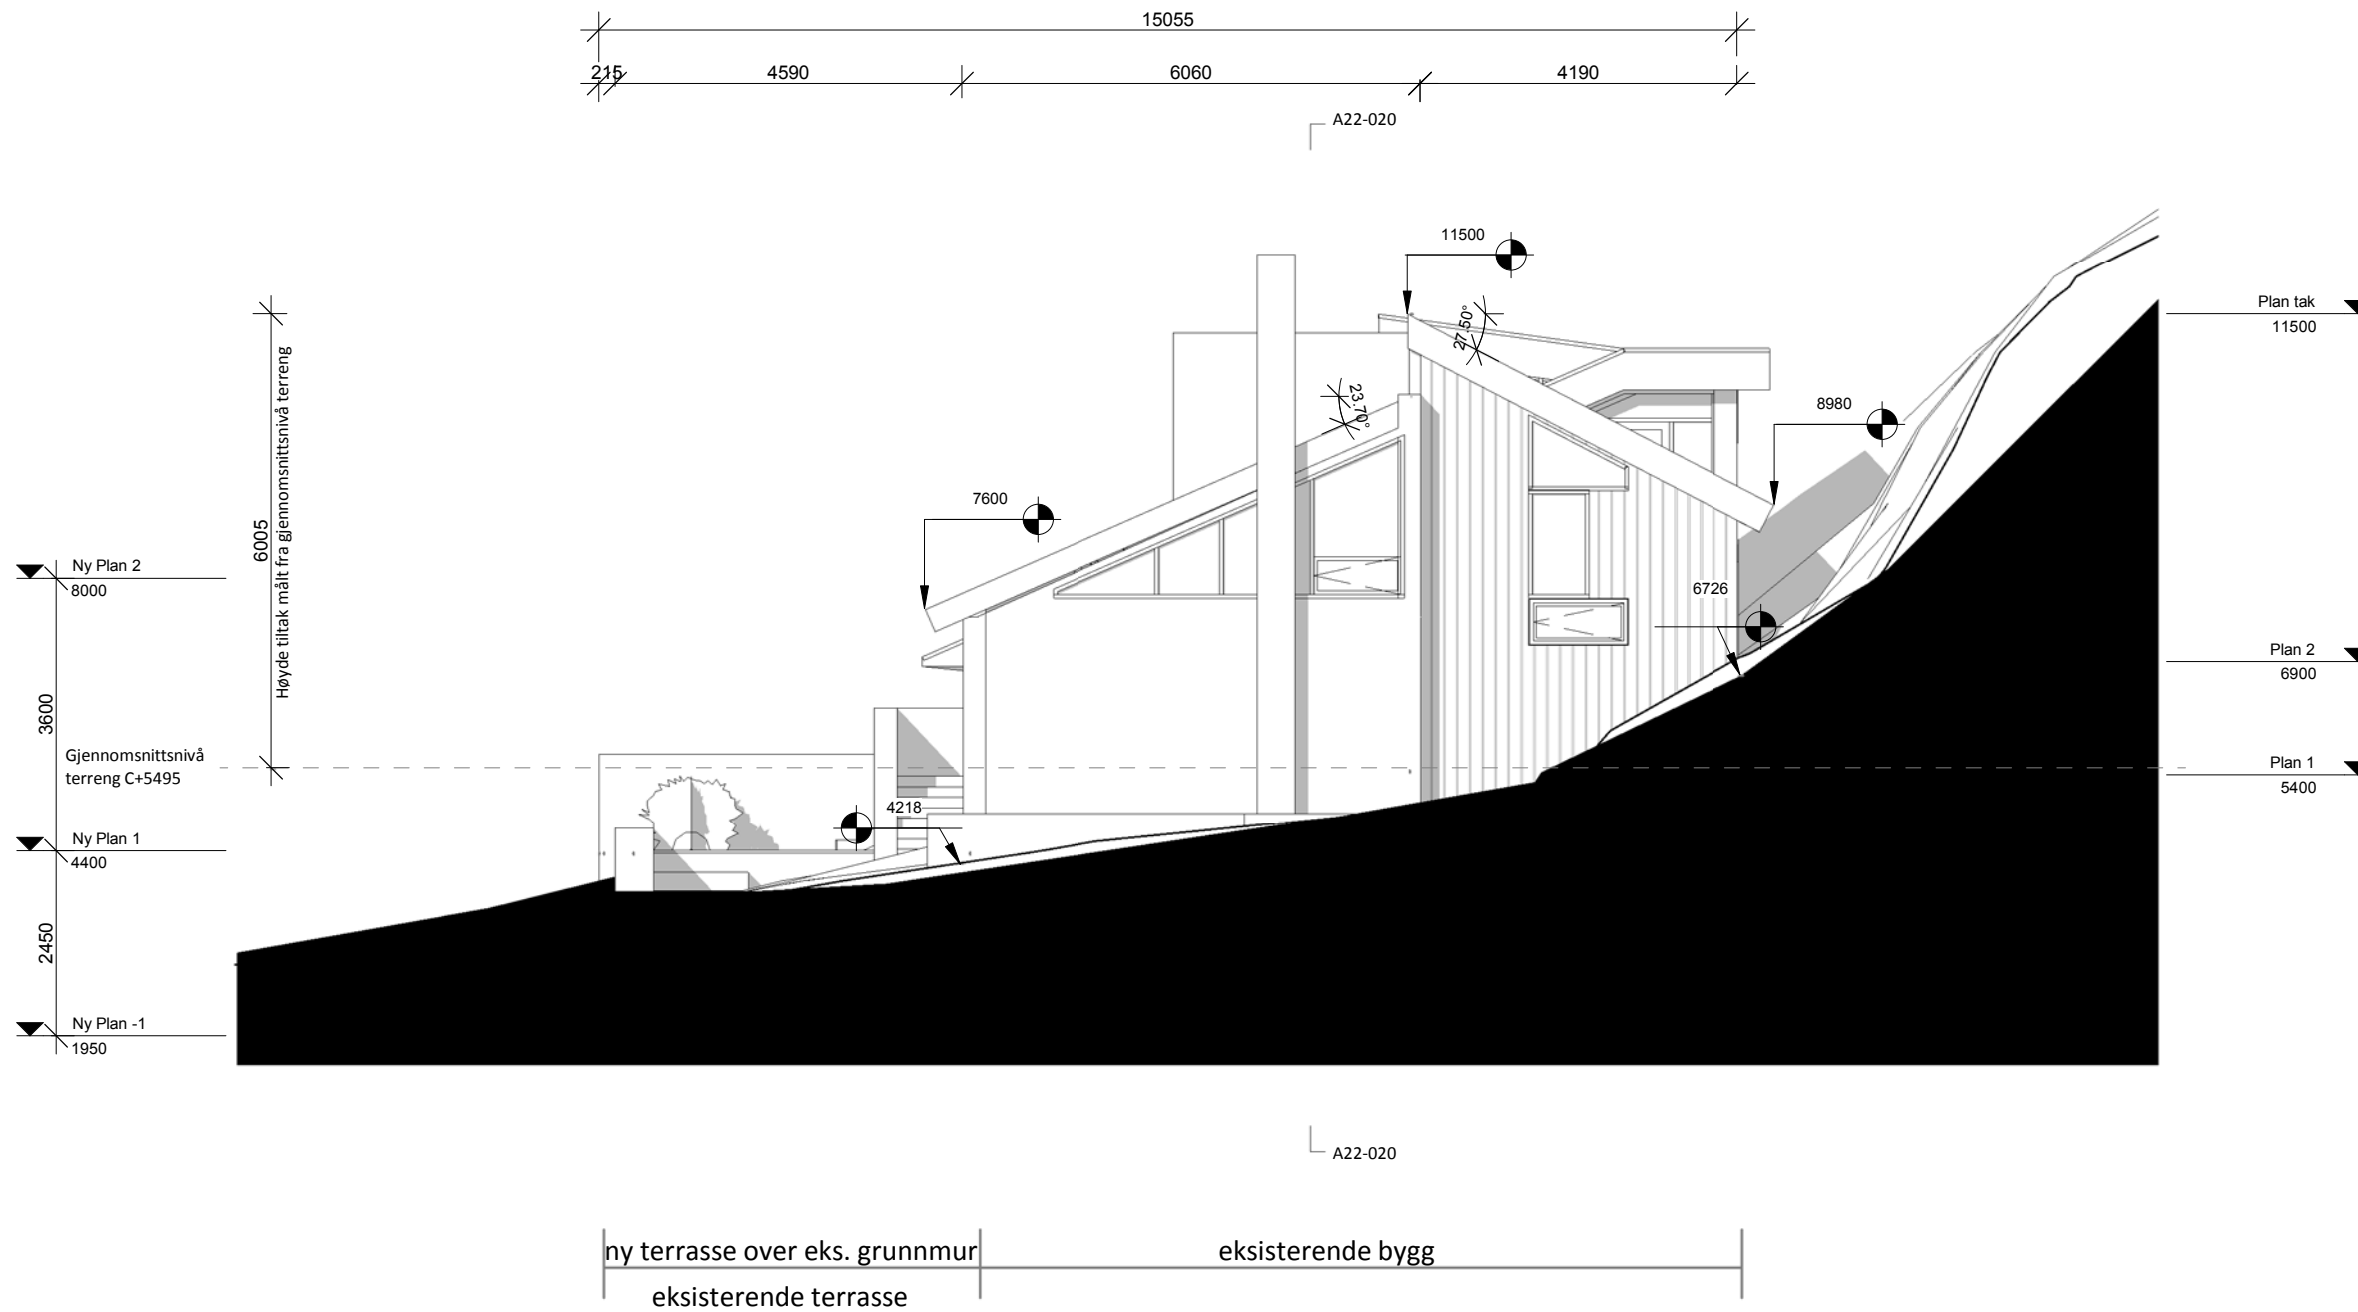 15055
215
4590
6060
4190
A22-020
11500
27.50°
Plan tak
11500
23.70°
8980
7600
6005
Høyde tiltak målt fra gjennomsnittsnivå terreng
Ny Plan 2
8000
6726
Plan 2
6900
3600
Gjennomsnittsnivå
terreng C+5495
Plan 1
5400
4218
Ny Plan 1
4400
2450
Ny Plan -1
1950
A22-020
ny terrasse over eks. grunnmur
eksisterende bygg
eksisterende terrasse